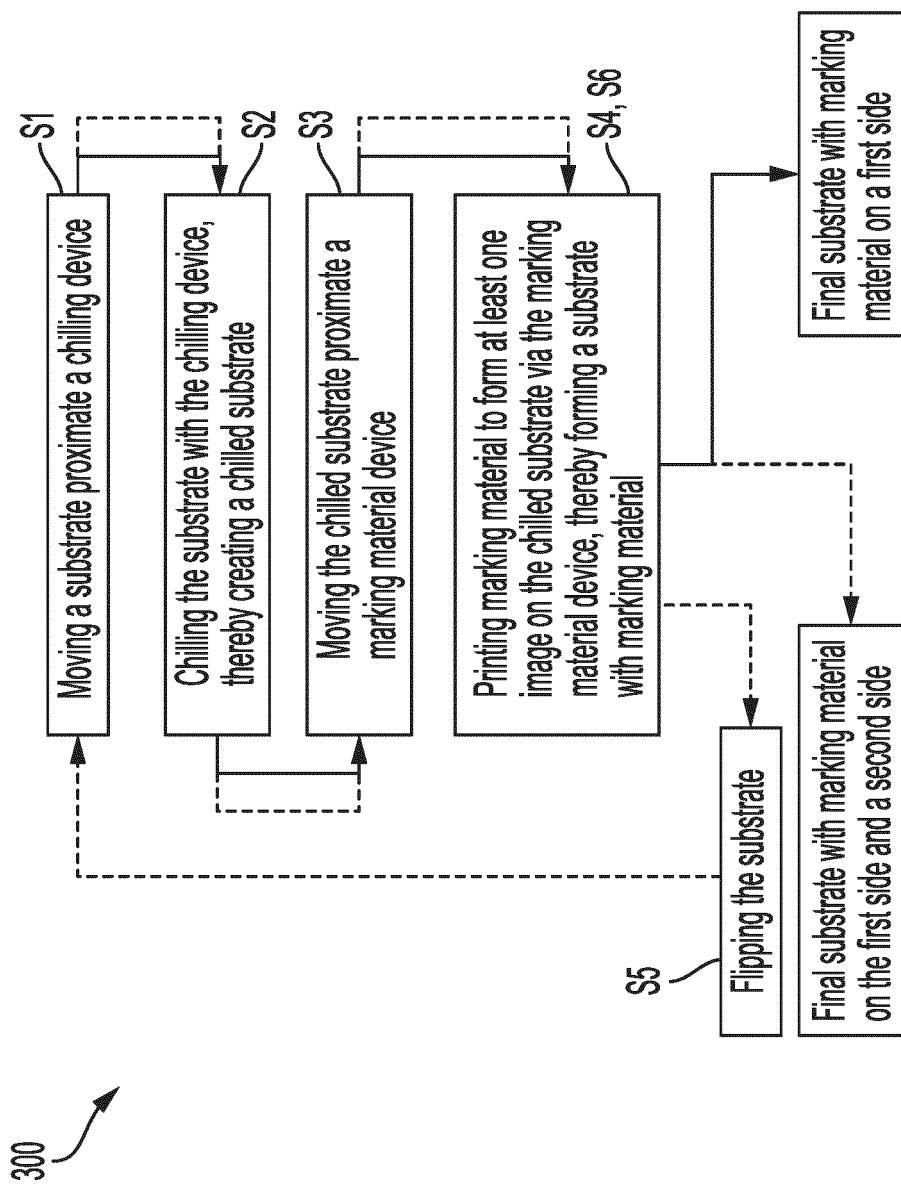 300
S1
Moving a substrate proximate a chilling device
S2
Chilling the substrate with the chilling device,
thereby creating a chilled substrate
S3
Moving the chilled substrate proximate a
marking material device
S4, S6
Printing marking material to form at least one
image on the chilled substrate via the marking
material device, thereby forming a substrate
with marking material
S5
Flipping the substrate
Final substrate with marking material
on the first side and a second side
Final substrate with marking
material on a first side